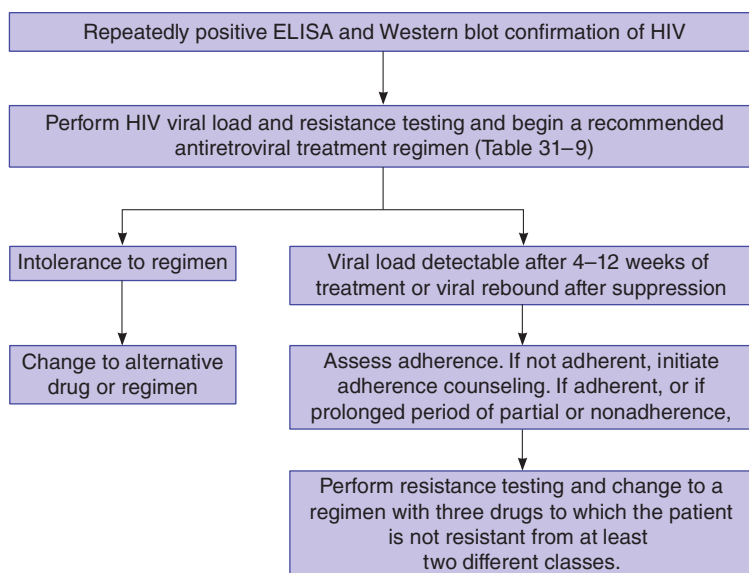 Repeatedly positive ELISA and Western blot confirmation of HIV
Perform HIV viral load and resistance testing and begin a recommended
antiretroviral treatment regimen (Table 31–9)
Intolerance to regimen
Change to alternative
drug or regimen
Viral load detectable after 4–12 weeks of
treatment or viral rebound after suppression
Assess adherence. If not adherent, initiate
adherence counseling. If adherent, or if
prolonged period of partial or nonadherence,
Perform resistance testing and change to a
regimen with three drugs to which the patient
is not resistant from at least
two different classes.